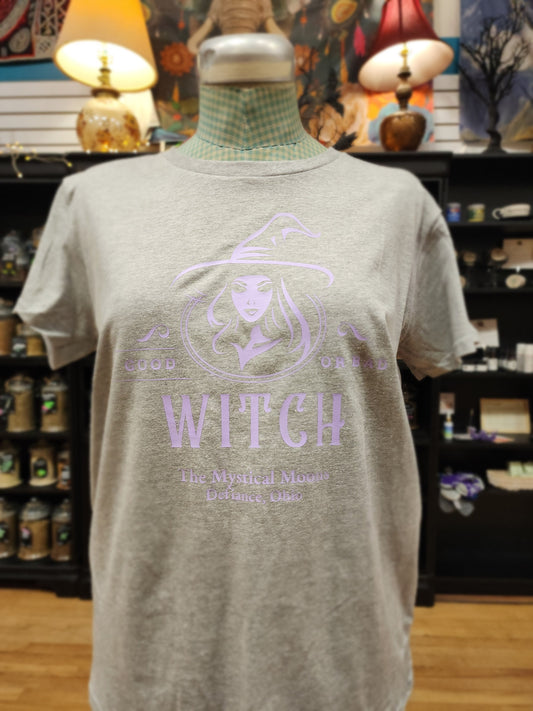 GOOD OR BAD
WITCH
The Mystical Moon
Defiance, Ohio